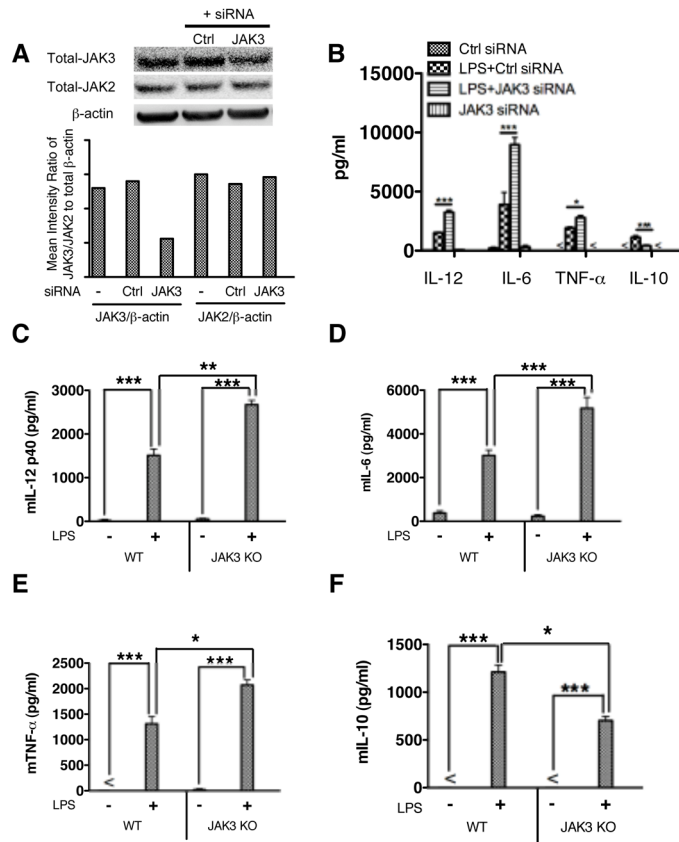 + siRNA
A
Ctrl JAK3
Total-JAK3
Total-JAK2
β-actin
Mean Intensity Ratio of
JAK3/JAK2 to total β-actin
siRNA - Ctrl JAK3 - Ctrl JAK3
JAK3/β-actin JAK2/β-actin
B
Ctrl siRNA
LPS+Ctrl siRNA
LPS+JAK3 siRNA
JAK3 siRNA
pg/ml
15000
10000
5000
0
***
***
*
***
< < < <
IL-12 IL-6 TNF-α IL-10
C
mIL-12 p40 (pg/ml)
3000
2000
1000
0
***
**
***
LPS - + - +
WT JAK3 KO
D
mIL-6 (pg/ml)
6000
4000
2000
0
***
***
***
- + - +
WT JAK3 KO
E
mTNF-α (pg/ml)
2500
2000
1500
1000
500
0
***
*
***
<
LPS - + - +
WT JAK3 KO
F
mIL-10 (pg/ml)
1500
1000
500
0
***
*
***
< <
LPS - + - +
WT JAK3 KO